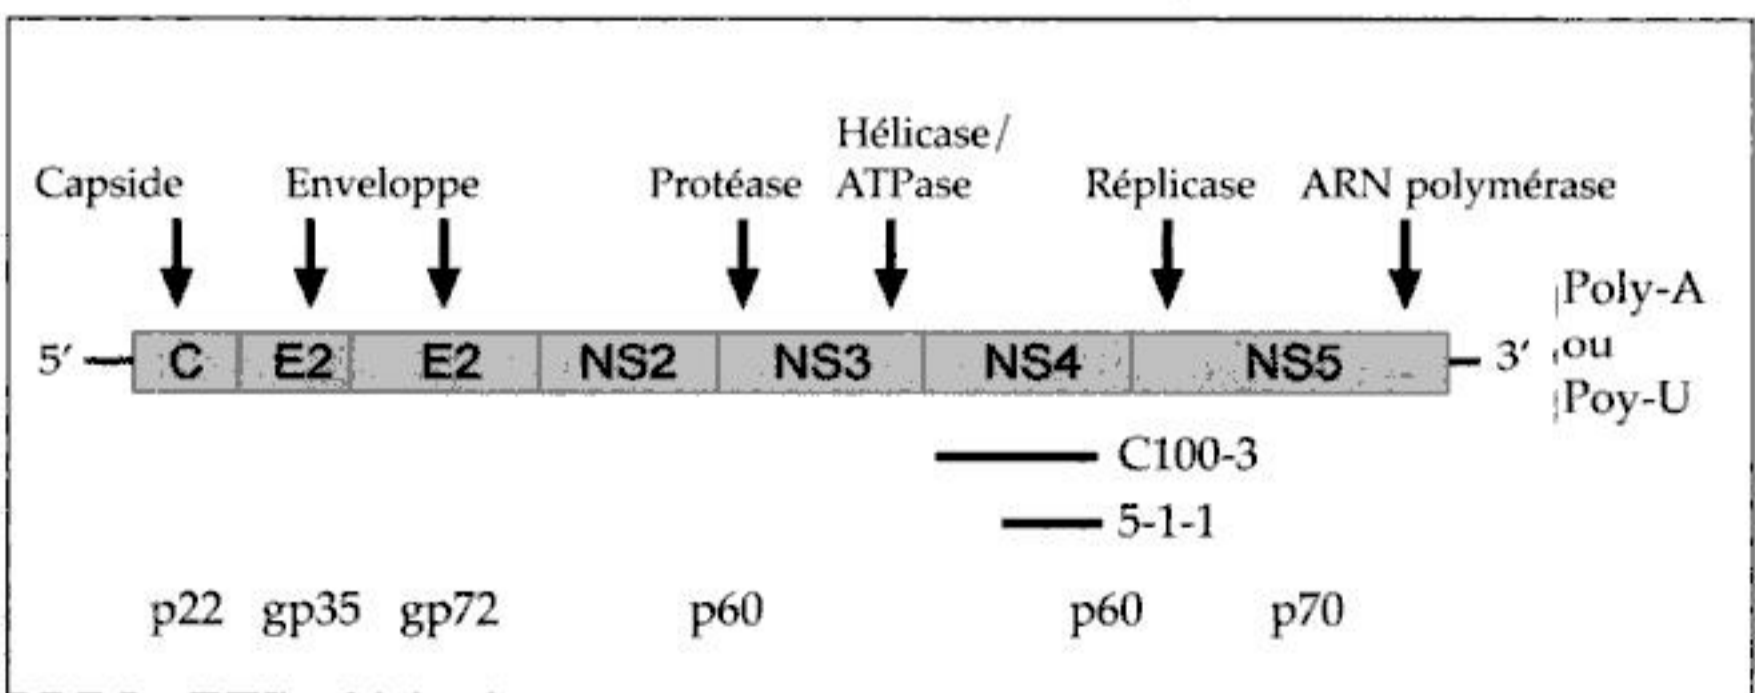 Hélicase/
Capside Enveloppe Protéase ATPase Réplicase ARN polymérase
Poly-A
5' C E2 E2 NS2 NS3 NS4 NS5 3' ou
Poy-U
C100-3
5-1-1
p22 gp35 gp72 p60 p60 p70